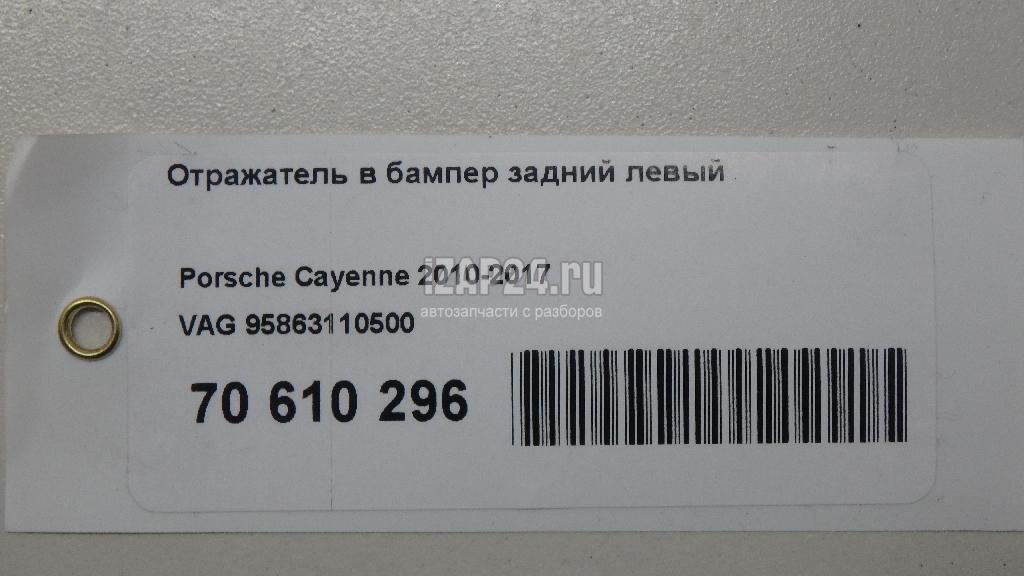 Отражатель в бампер задний левый
Porsche Cayenne 2010-2017
iZAP24.ru
автозапчасти с разборов
VAG 95863110500
70 610 296